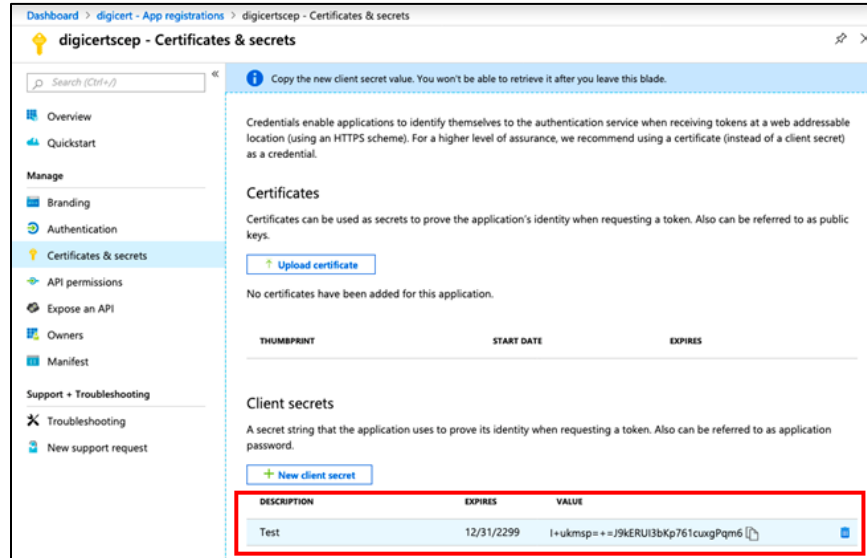 Dashboard > digicert - App registrations > digicertscep - Certificates & secrets
digicertscep - Certificates & secrets
Search (Ctrl+/)
Overview
Quickstart
Manage
Branding
Authentication
Certificates & secrets
API permissions
Expose an API
Owners
Manifest
Support + Troubleshooting
Troubleshooting
New support request
Copy the new client secret value. You won't be able to retrieve it after you leave this blade.
Credentials enable applications to identify themselves to the authentication service when receiving tokens at a web addressable
location (using an HTTPS scheme). For a higher level of assurance, we recommend using a certificate (instead of a client secret)
as a credential.
Certificates
Certificates can be used as secrets to prove the application's identity when requesting a token. Also can be referred to as public
keys.
Upload certificate
No certificates have been added for this application.
THUMBPRINT START DATE EXPIRES
Client secrets
A secret string that the application uses to prove its identity when requesting a token. Also can be referred to as application
password.
New client secret
DESCRIPTION EXPIRES VALUE
Test 12/31/2299 I+ukmsp=+=J9kERUI3bKp761cuxgPqm6